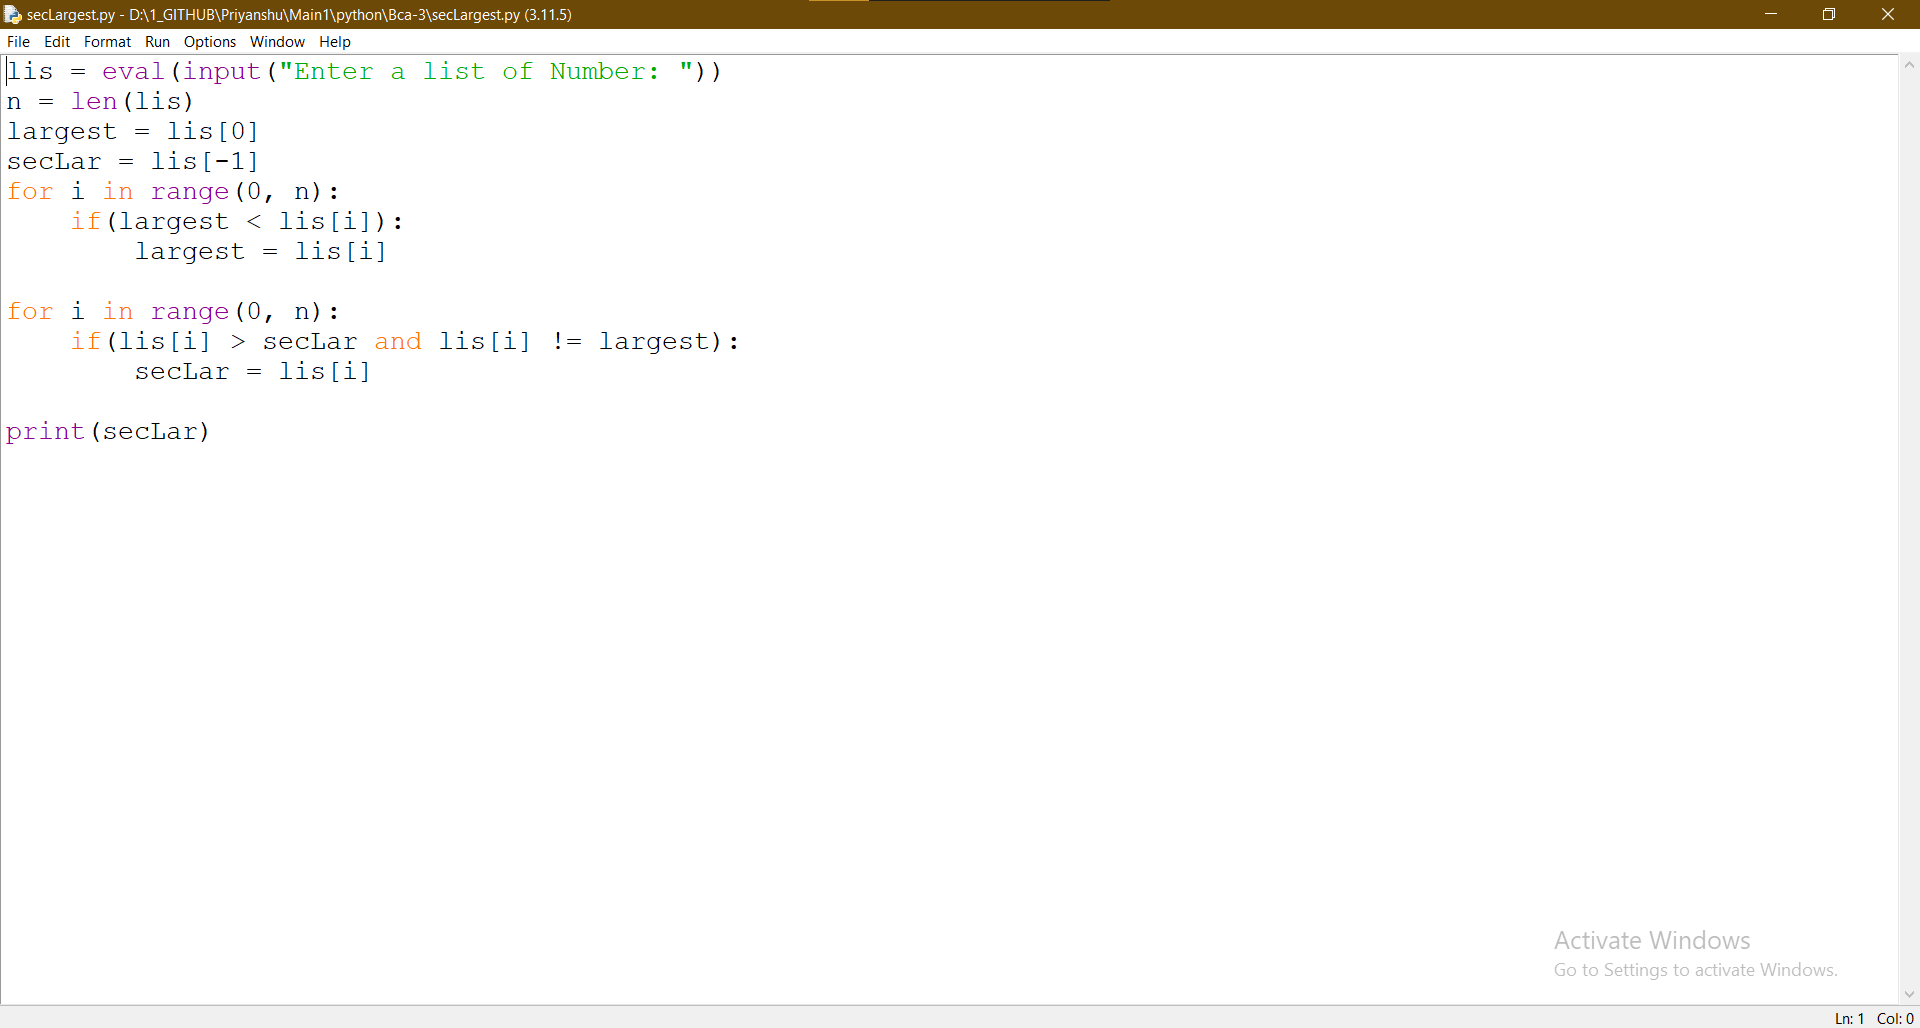 secLargest.py - D:\1_GITHUB\Priyanshu\Main1\python\Bca-3\secLargest.py (3.11.5)
File Edit Format Run Options Window Help
lis = eval(input("Enter a list of Number: "))
n = len(lis)
largest = lis[0]
secLar = lis[-1]
for i in range(0, n):
    if(largest < lis[i]):
        largest = lis[i]

for i in range(0, n):
    if(lis[i] > secLar and lis[i] != largest):
        secLar = lis[i]

print(secLar)
Activate Windows
Go to Settings to activate Windows.
Ln: 1 Col: 0